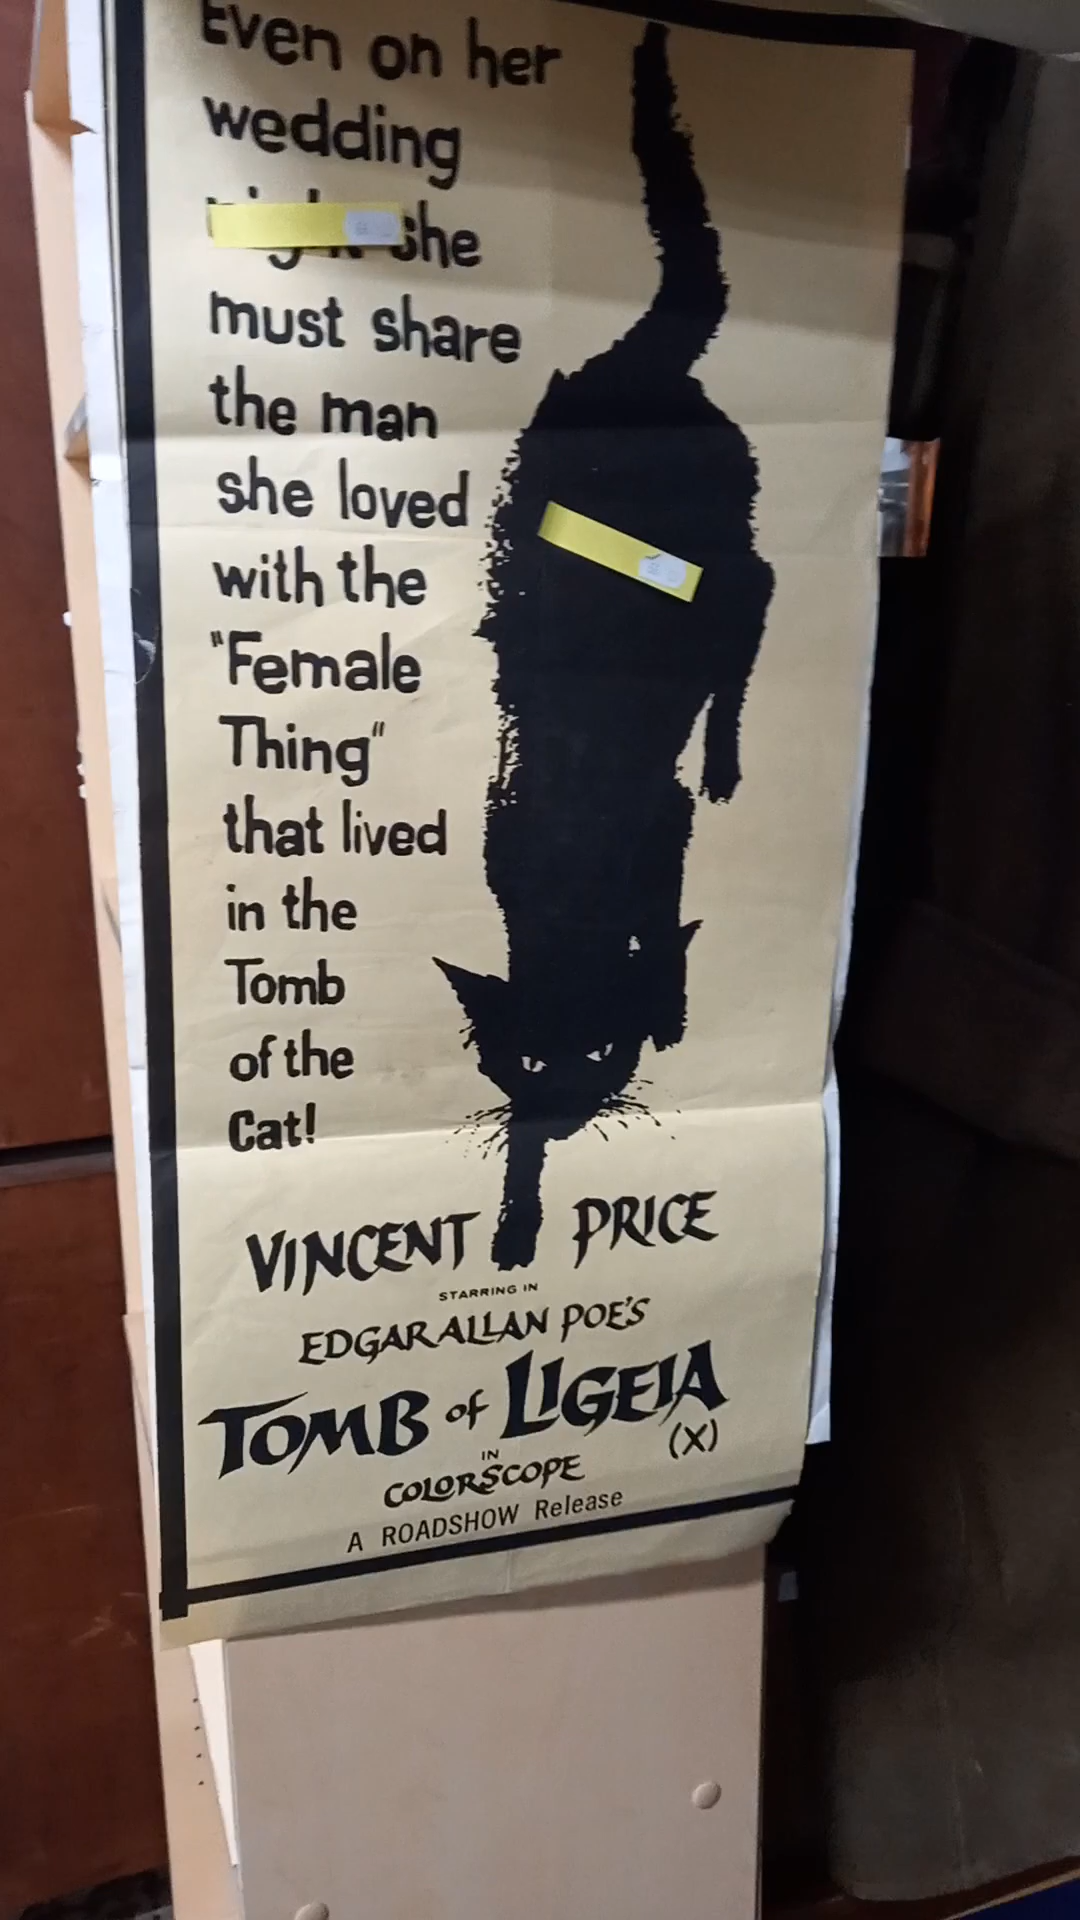 Even on her
wedding
night she
must share
the man
she loved
with the
"Female
Thing"
that lived
in the
Tomb
of the
Cat!
VINCENT PRICE
STARRING IN
EDGAR ALLAN POE'S
TOMB of LIGEIA
(X)
IN
COLORSCOPE
A ROADSHOW Release